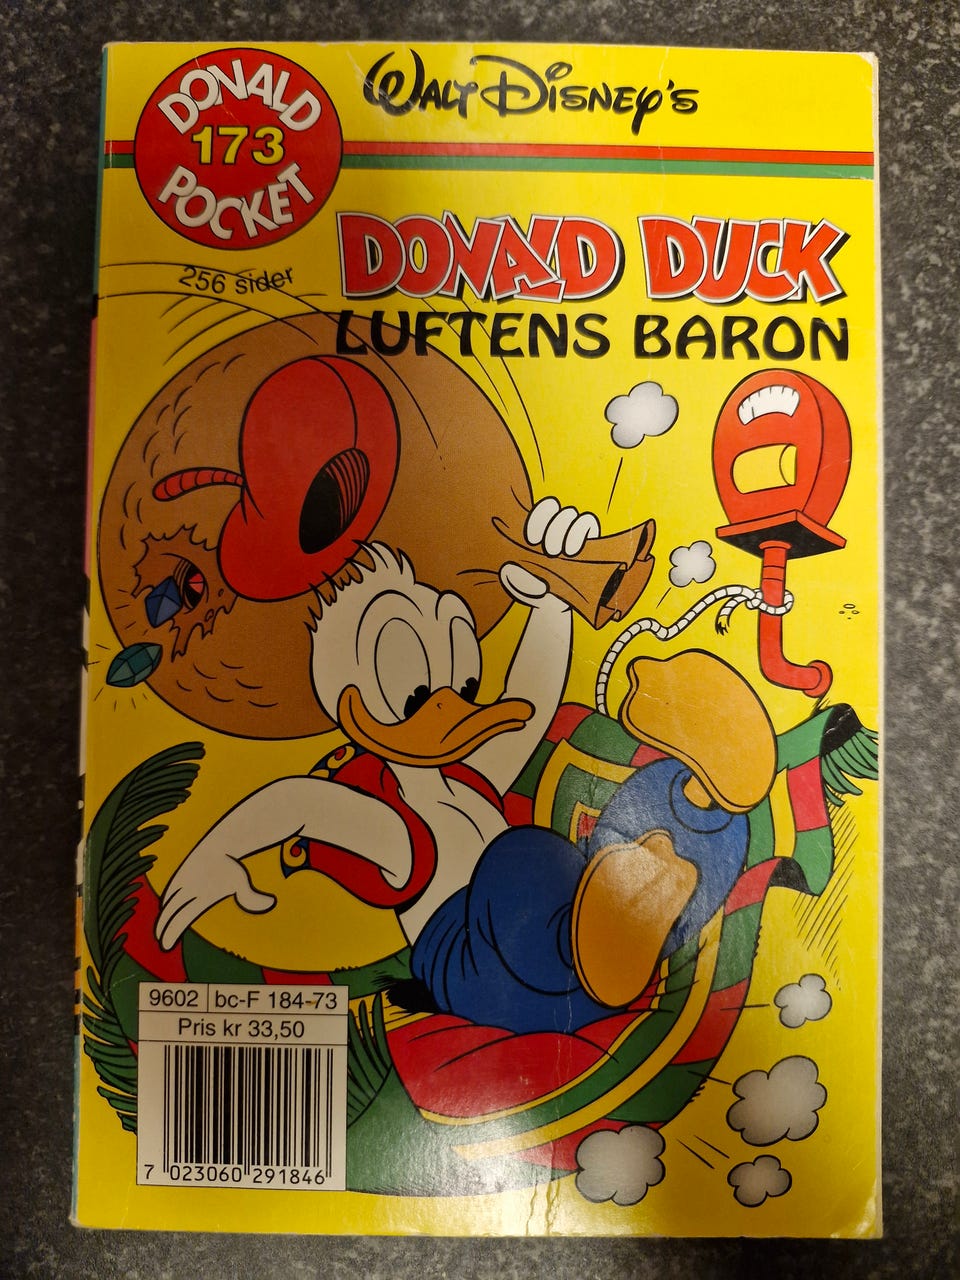 DONALD
173
POCKET
WALT DISNEY'S
256 sider
DONALD DUCK
LUFTENS BARON
9602 bc-F 184-73
Pris kr 33,50
7 023060 291846